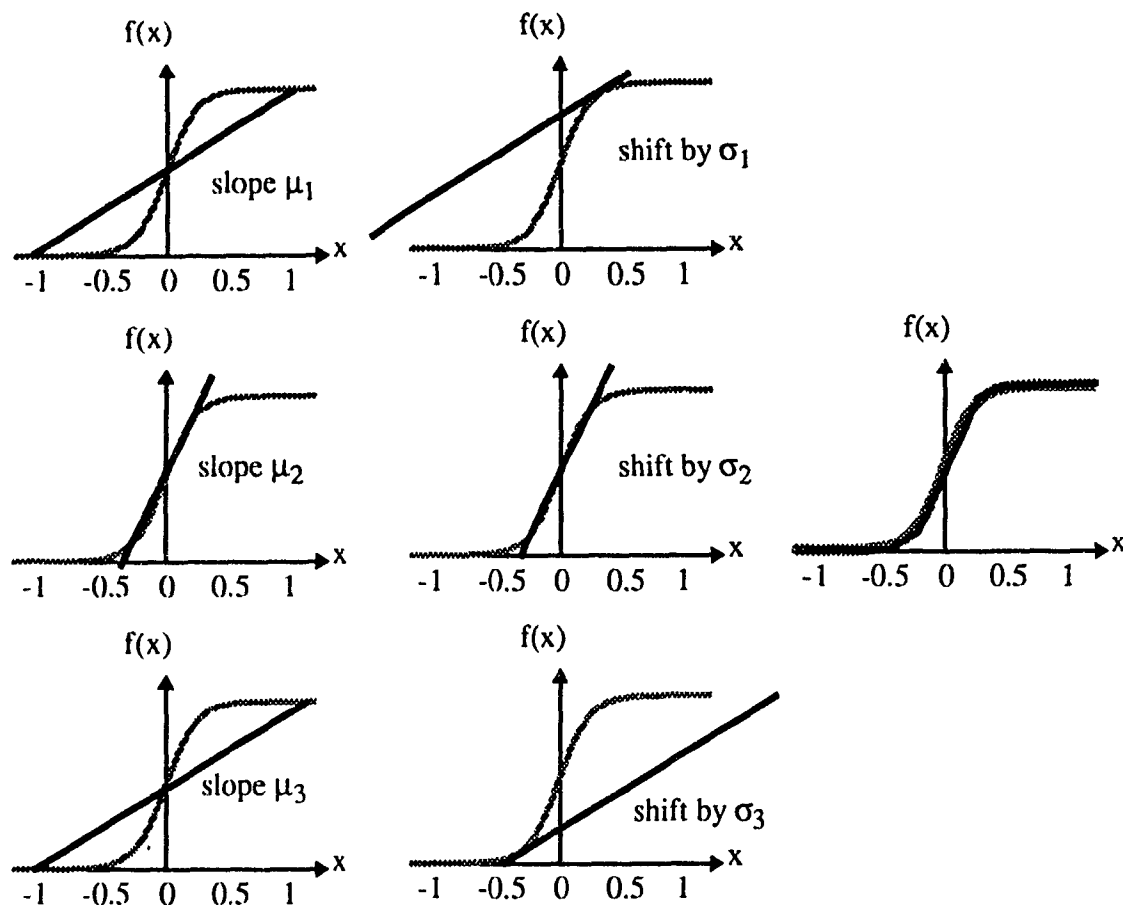 f(x)
slope μ1
x
-1 -0.5 0 0.5 1
f(x)
shift by σ1
x
-1 -0.5 0 0.5 1
f(x)
slope μ2
x
-1 -0.5 0 0.5 1
f(x)
shift by σ2
x
-1 -0.5 0 0.5 1
f(x)
x
-1 -0.5 0 0.5 1
f(x)
slope μ3
x
-1 -0.5 0 0.5 1
f(x)
shift by σ3
x
-1 -0.5 0 0.5 1